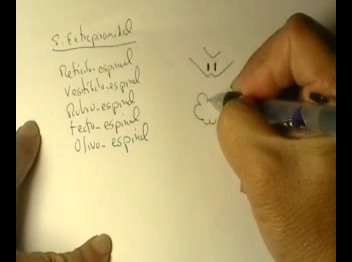 S. Extrapiramidal
Retículo-espinal
Vestíbulo-espinal
Rubro-espinal
tecto-espinal
Olivo-espinal